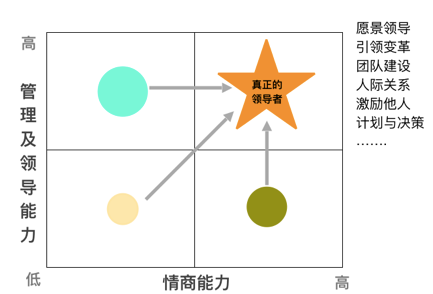 高
管
理
及
领
导
能
力
低
情商能力
高
真正的
领导者
愿景领导
引领变革
团队建设
人际关系
激励他人
计划与决策
…….